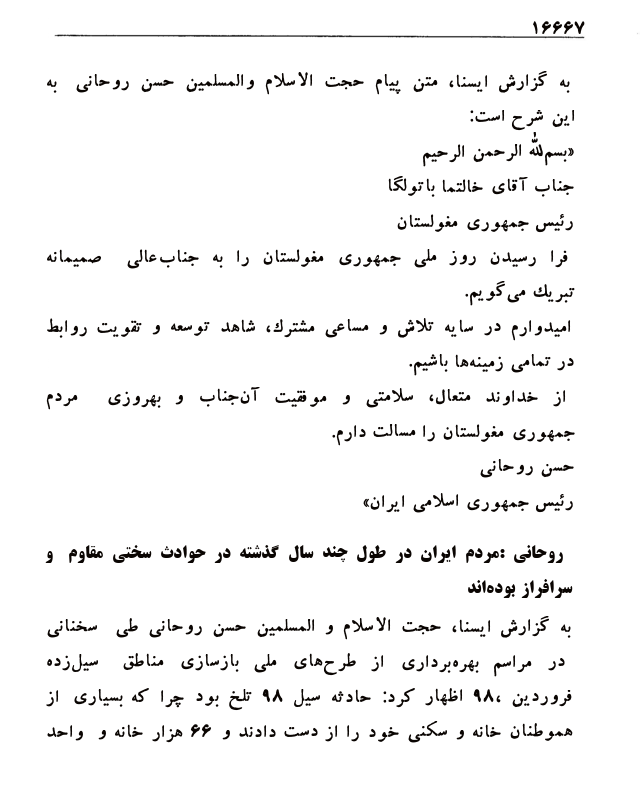 ۱۶۶۶۷
به گزارش ایسنا، متن پیام حجت الاسلام والمسلمین حسن روحانی به
این شرح است:
«بسم‌لله الرحمن الرحیم
جناب آقای خالتما باتولگا
رئیس جمهوری مغولستان
فرا رسیدن روز ملی جمهوری مغولستان را به جناب‌عالی صمیمانه
تبریك می‌گویم.
امیدوارم در سایه تلاش و مساعی مشترك، شاهد توسعه و تقویت روابط
در تمامی زمینه‌ها باشیم.
از خداوند متعال، سلامتی و موفقیت آن‌جناب و بهروزی مردم
جمهوری مغولستان را مسالت دارم.
حسن روحانی
رئیس جمهوری اسلامی ایران»
روحانی :مردم ایران در طول چند سال گذشته در حوادث سختی مقاوم و
سرافراز بوده‌اند
به گزارش ایسنا، حجت الاسلام و المسلمین حسن روحانی طی سخنانی
در مراسم بهره‌برداری از طرح‌های ملی بازسازی مناطق سیل‌زده
فروردین ،۹۸ اظهار کرد: حادثه سیل ۹۸ تلخ بود چرا که بسیاری از
هموطنان خانه و سکنی خود را از دست دادند و ۶۶ هزار خانه و واحد